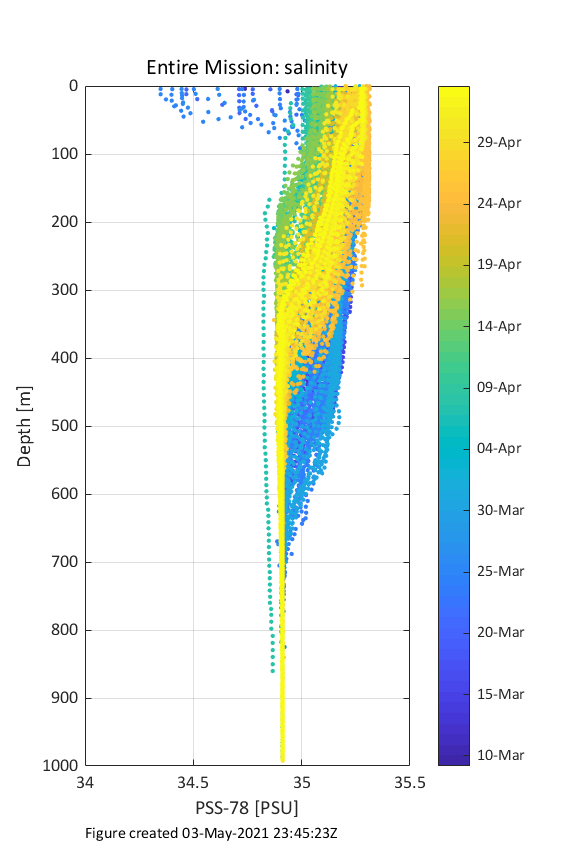 Entire Mission: salinity
0
100
200
300
400
500
600
700
800
900
1000
Depth [m]
34
34.5
35
35.5
PSS-78 [PSU]
29-Apr
24-Apr
19-Apr
14-Apr
09-Apr
04-Apr
30-Mar
25-Mar
20-Mar
15-Mar
10-Mar
Figure created 03-May-2021 23:45:23Z